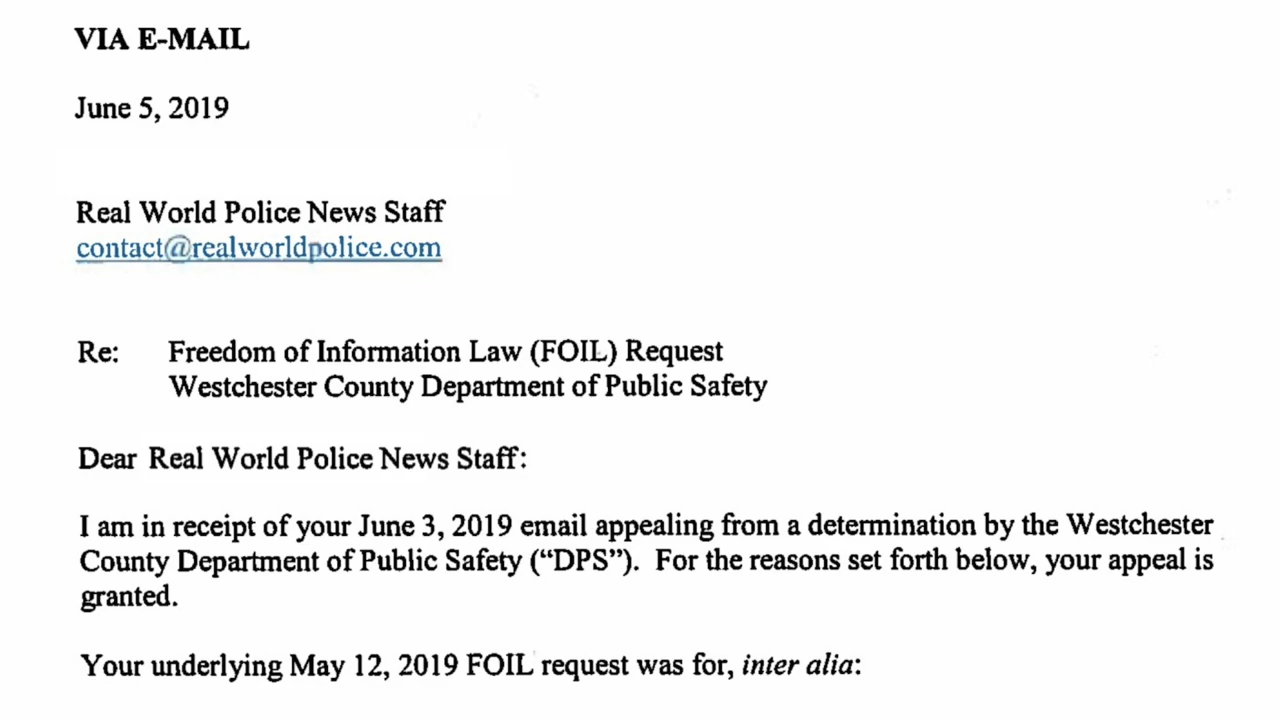 VIA E-MAIL
June 5, 2019
Real World Police News Staff
contact@realworldpolice.com
Re: Freedom of Information Law (FOIL) Request
Westchester County Department of Public Safety
Dear Real World Police News Staff:
I am in receipt of your June 3, 2019 email appealing from a determination by the Westchester
County Department of Public Safety (“DPS”). For the reasons set forth below, your appeal is
granted.
Your underlying May 12, 2019 FOIL request was for, inter alia: